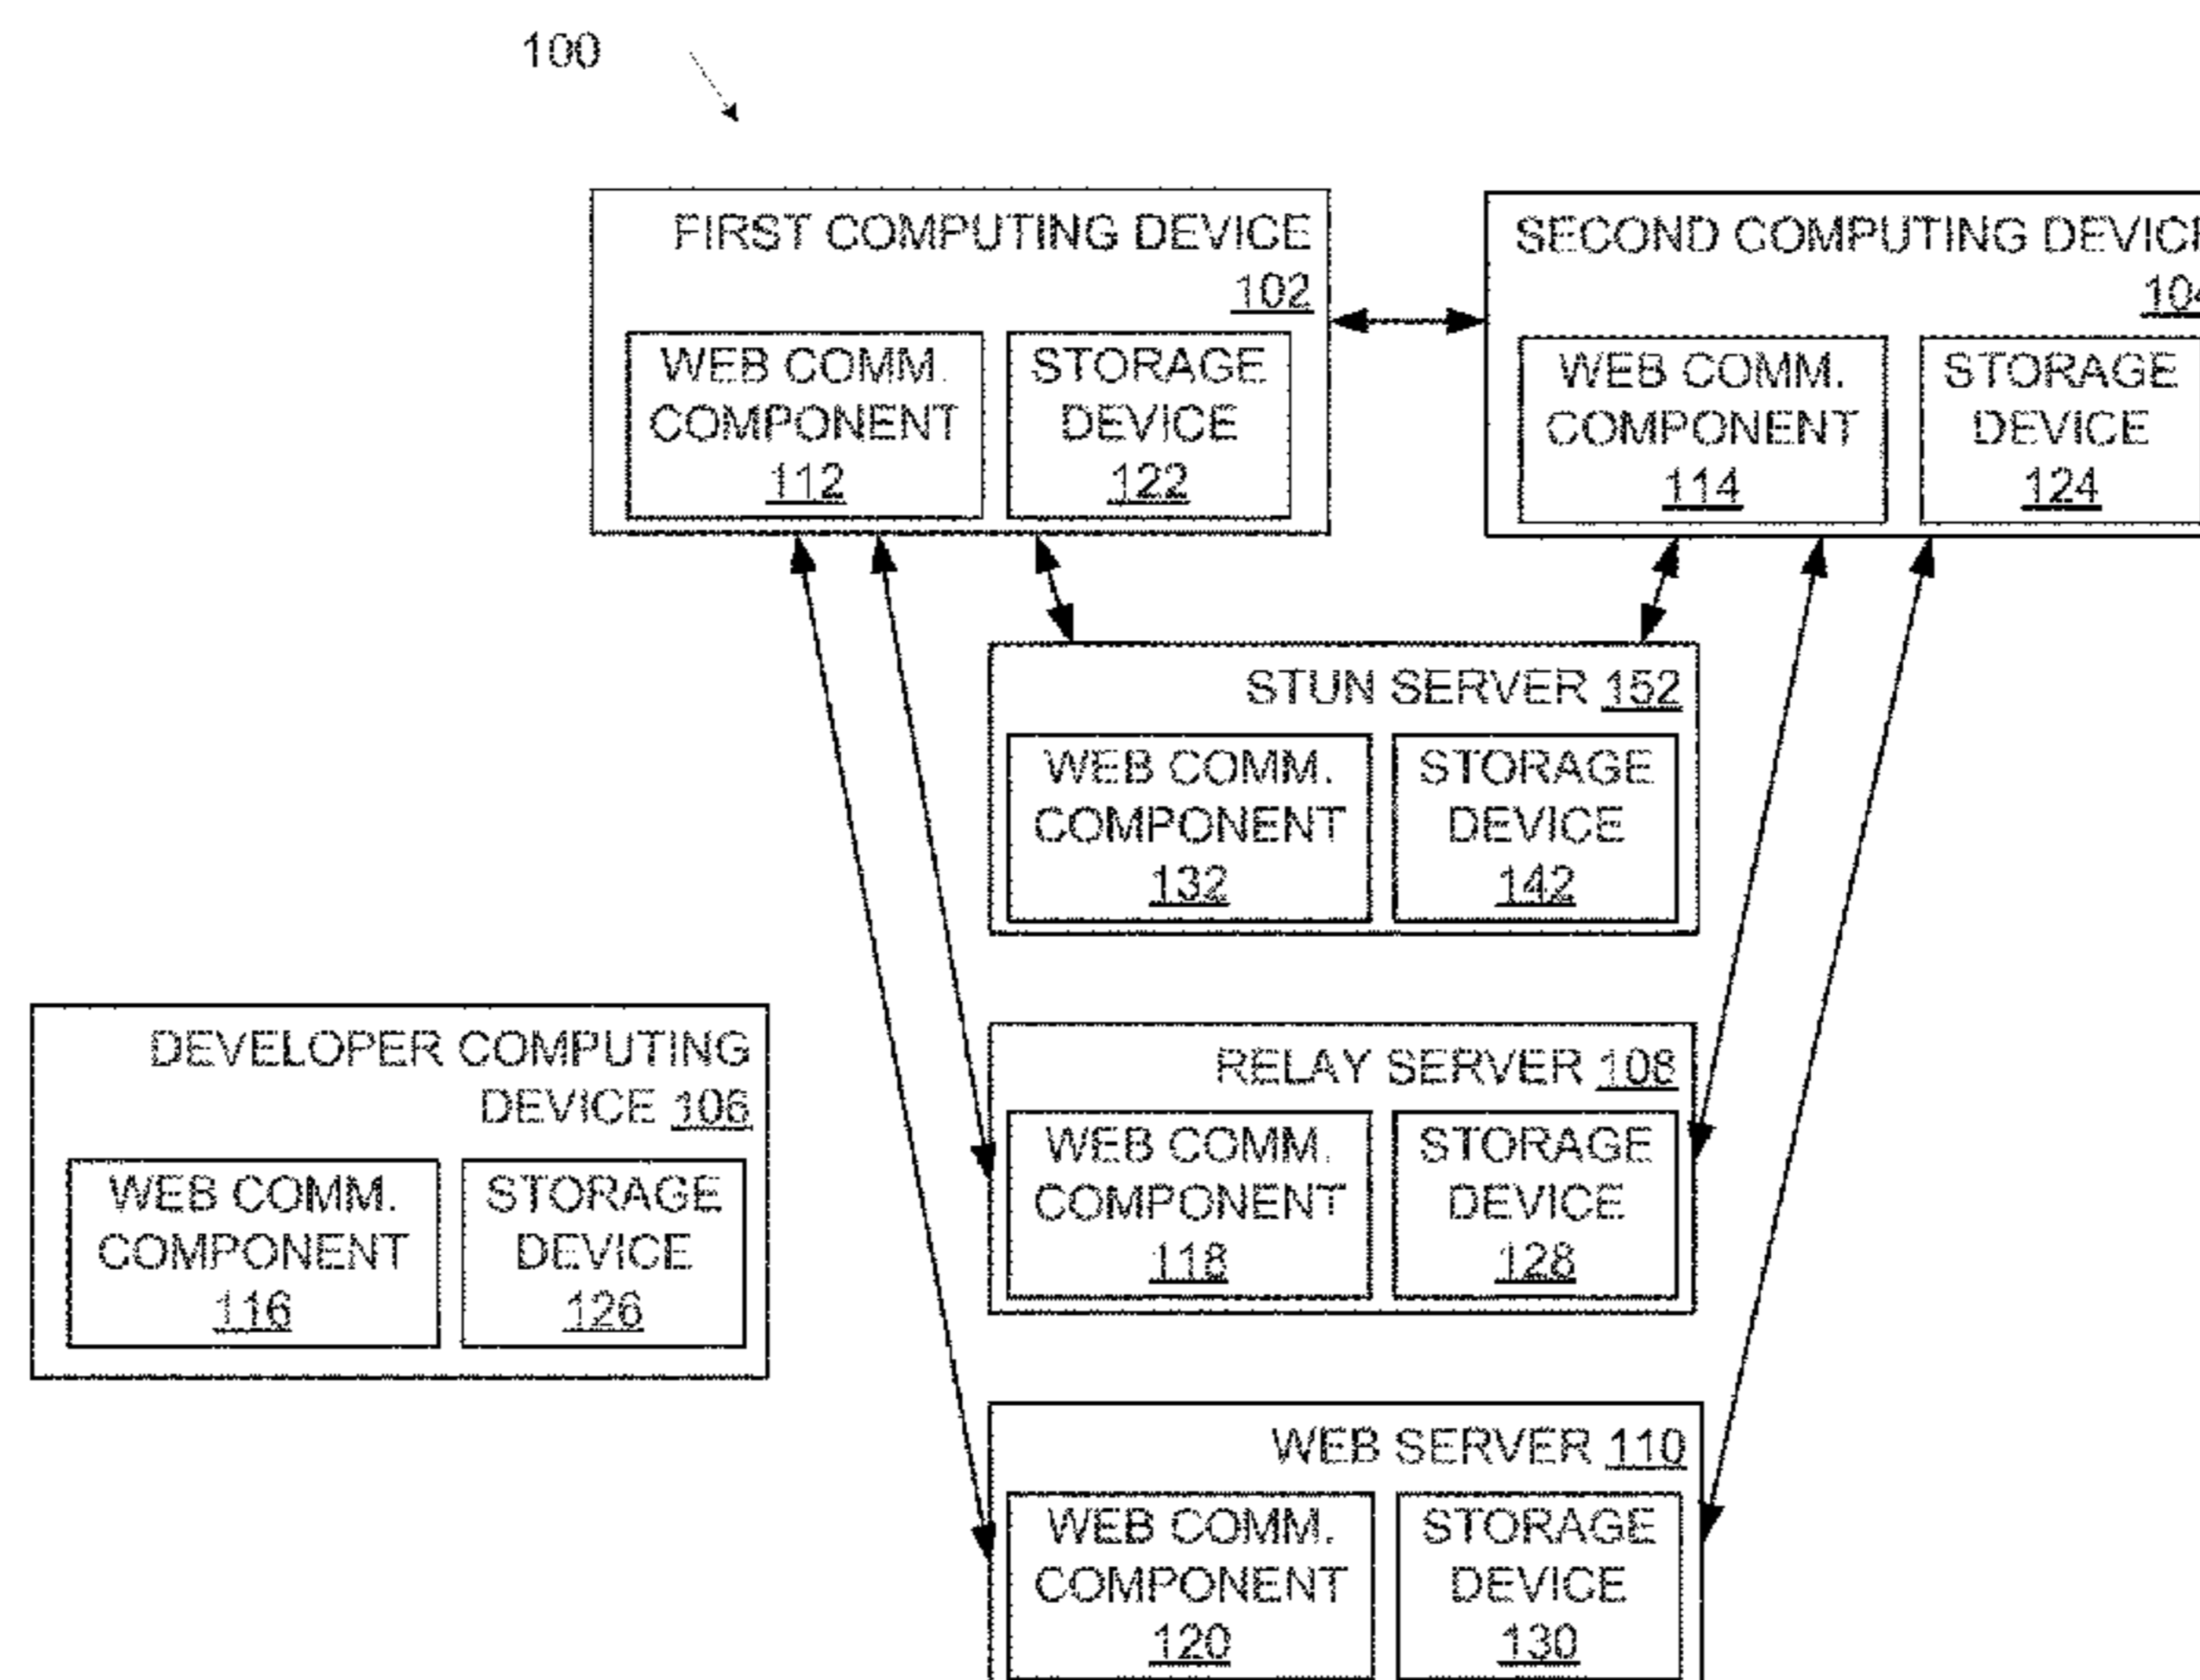 100
FIRST COMPUTING DEVICE
102
WEB COMM.
COMPONENT
112
STORAGE
DEVICE
122
SECOND COMPUTING
104
WEB COMM.
COMPONENT
114
STORAGE
DEVICE
124
STUN SERVER 152
WEB COMM.
COMPONENT
132
STORAGE
DEVICE
142
DEVELOPER COMPUTING
DEVICE 106
WEB COMM.
COMPONENT
116
STORAGE
DEVICE
126
RELAY SERVER 108
WEB COMM.
COMPONENT
118
STORAGE
DEVICE
128
WEB SERVER 110
WEB COMM.
COMPONENT
120
STORAGE
DEVICE
130